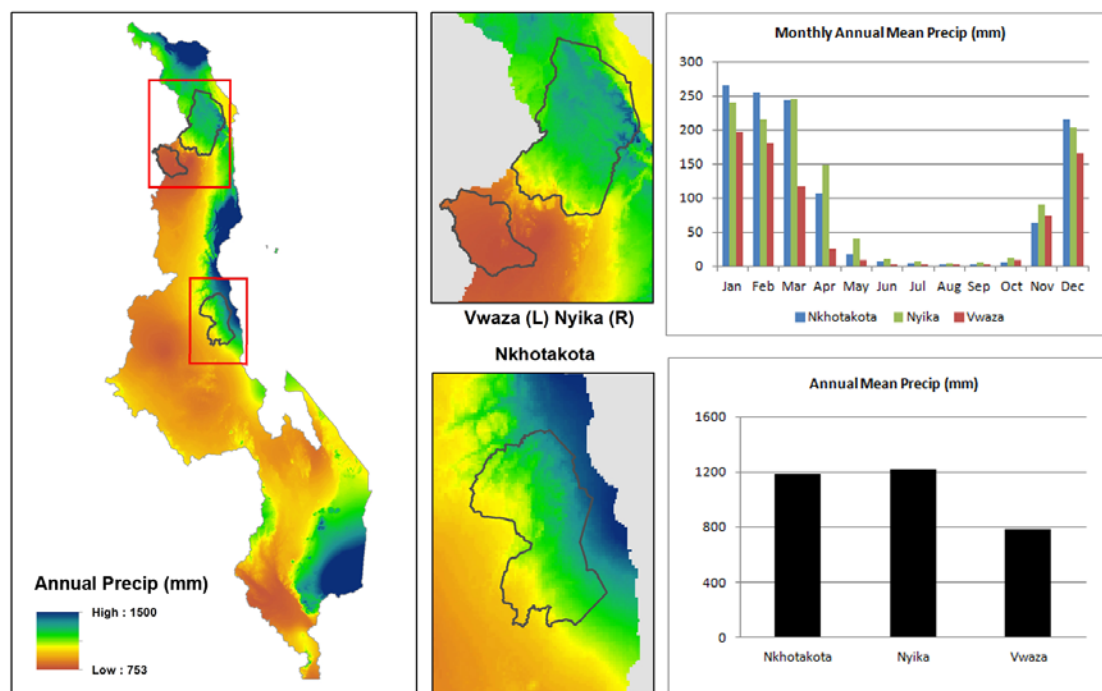 Annual Precip (mm)
High : 1500
Low : 753
Vwaza (L) Nyika (R)
Nkhotakota
Monthly Annual Mean Precip (mm)
300
250
200
150
100
50
0
Jan Feb Mar Apr May Jun Jul Aug Sep Oct Nov Dec
Nkhotakota Nyika Vwaza
Annual Mean Precip (mm)
1600
1200
800
400
0
Nkhotakota Nyika Vwaza